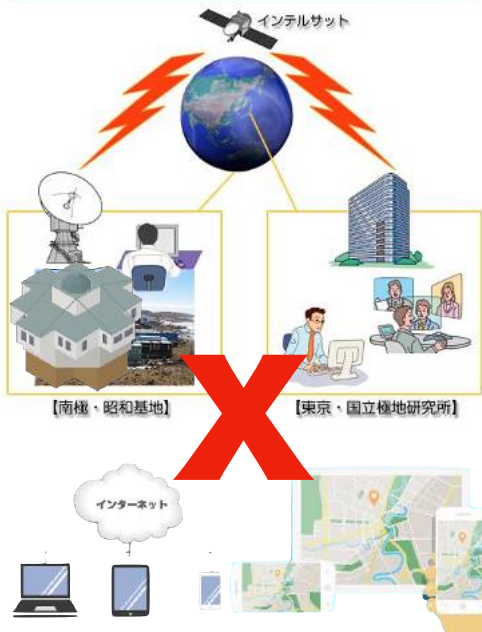 インテルサット
【南極・昭和基地】
【東京・国立極地研究所】
インターネット